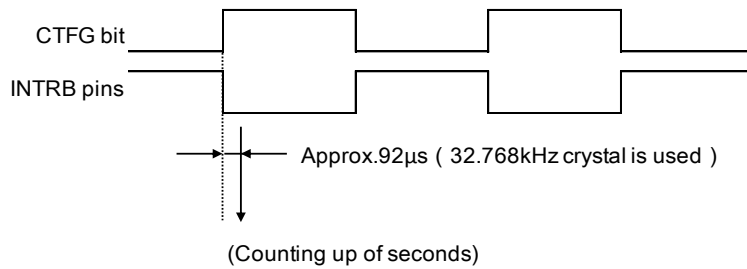 CTFG bit
INTRB pins
Approx.92μs ( 32.768kHz crystal is used )
(Counting up of seconds)